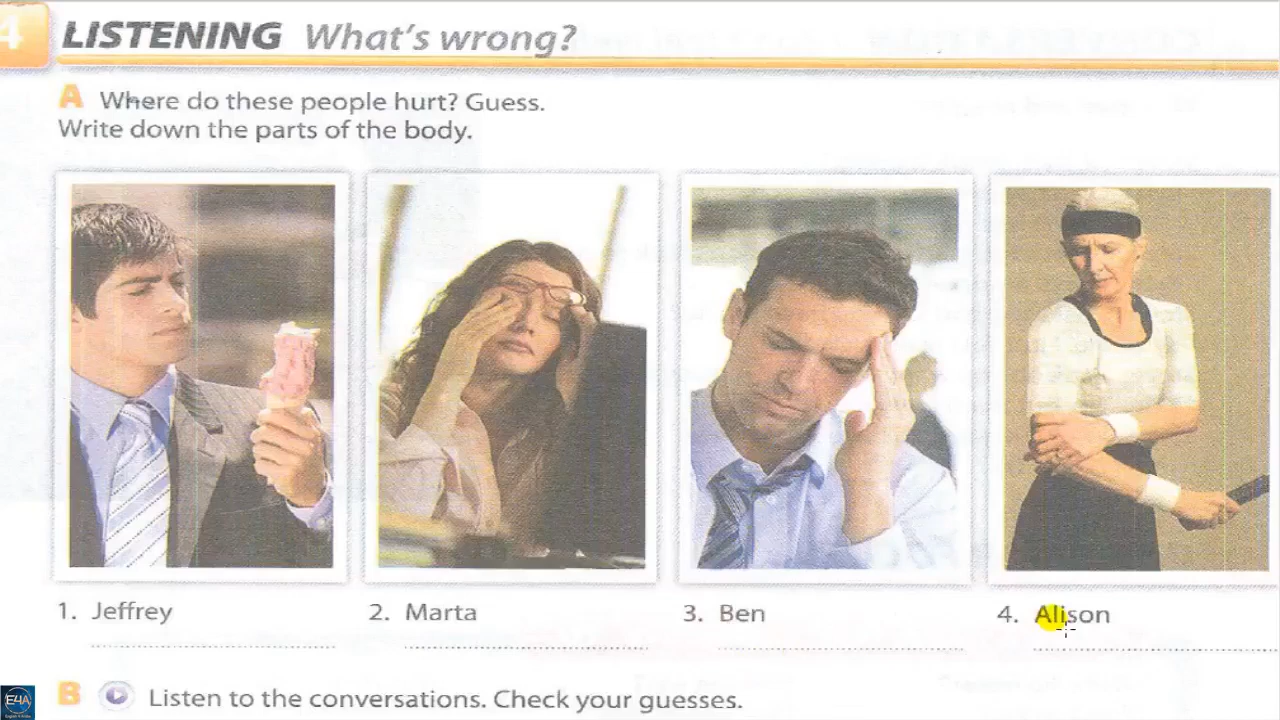 4 LISTENING What's wrong?
A Where do these people hurt? Guess.
Write down the parts of the body.
1. Jeffrey
2. Marta
3. Ben
4. Alison
B Listen to the conversations. Check your guesses.
E4A